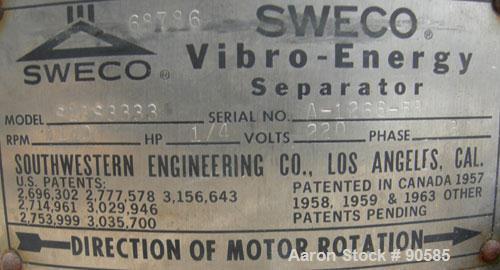 68786
SWECO®
SWECO®
Vibro-Energy®
Separator
MODEL SERIAL NO.
RPM HP 1/4 VOLTS 220 PHASE
SOUTHWESTERN ENGINEERING CO., LOS ANGELES, CAL.
U.S. PATENTS:
2,696,302 2,777,578 3,156,643
2,714,961 3,029,946
2,753,999 3,035,700
PATENTED IN CANADA 1957
1958, 1959 & 1963 OTHER
PATENTS PENDING
DIRECTION OF MOTOR ROTATION
Aaron Stock # 90585